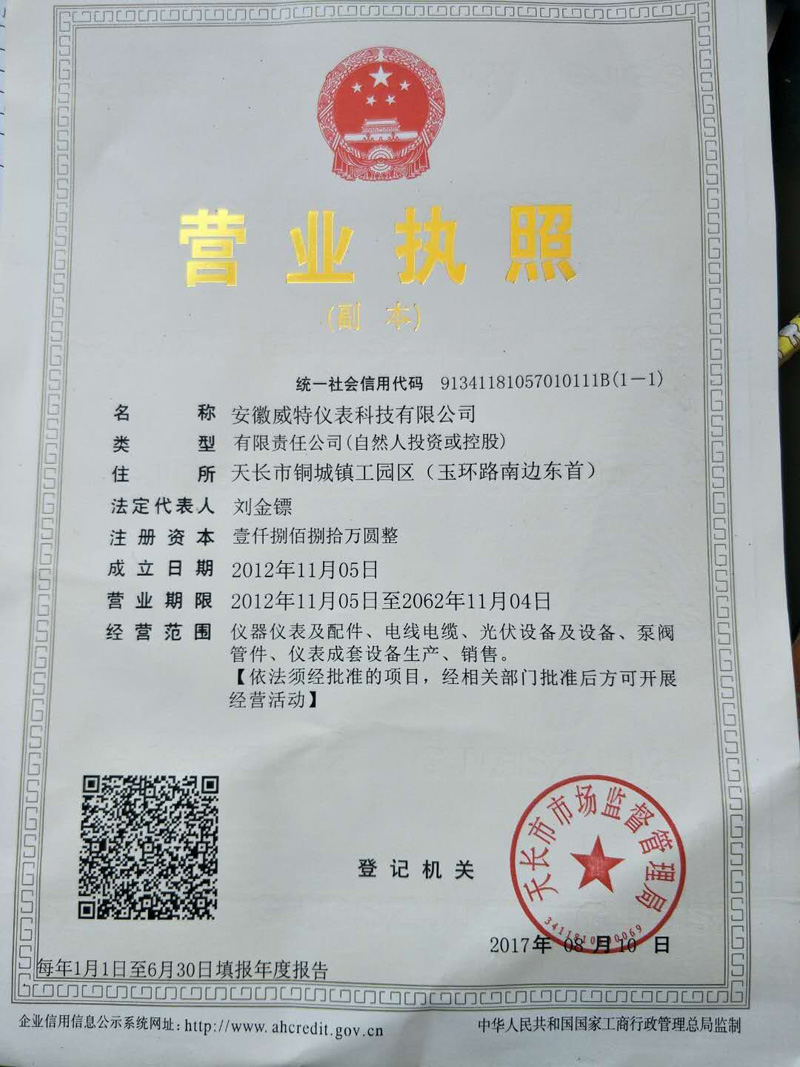 营业执照
(副 本)
统一社会信用代码 91341181057010111B(1-1)
名 称 安徽威特仪表科技有限公司
类 型 有限责任公司(自然人投资或控股)
住 所 天长市铜城镇工园区（玉环路南边东首）
法定代表人 刘金镖
注册资本 壹仟捌佰捌拾万圆整
成立日期 2012年11月05日
营业期限 2012年11月05日至2062年11月04日
经营范围 仪器仪表及配件、电线电缆、光伏设备及设备、泵阀
管件、仪表成套设备生产、销售。
【依法须经批准的项目，经相关部门批准后方可开展
经营活动】
登记机关
天长市市场监督管理局
2017年 08 月 10 日
每年1月1日至6月30日填报年度报告
企业信用信息公示系统网址：http://www.ahcredit.gov.cn
中华人民共和国国家工商行政管理总局监制